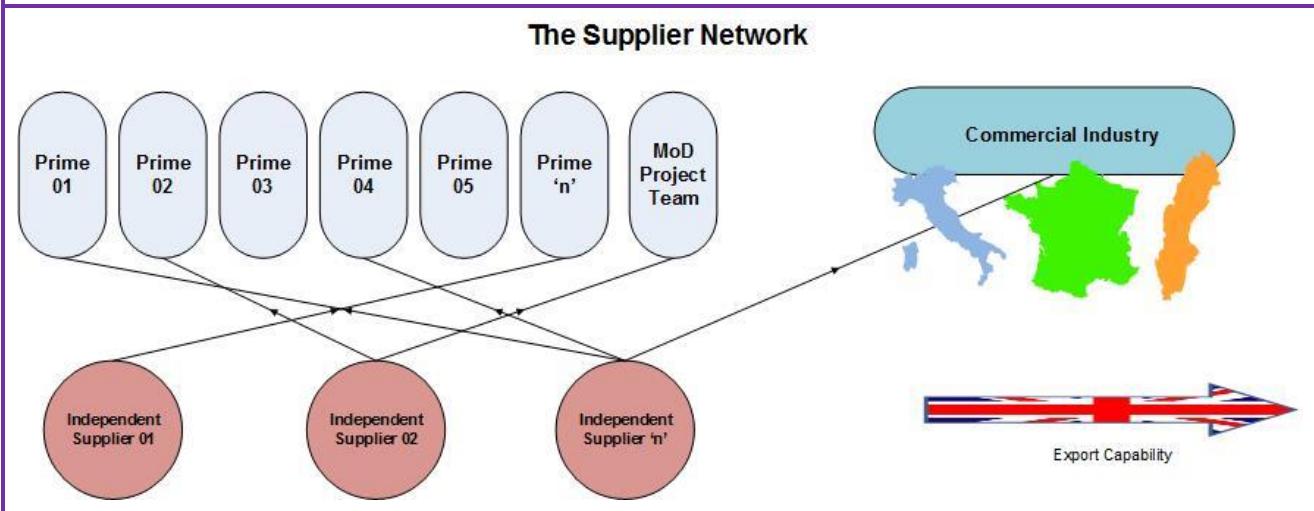 The Supplier Network
Prime
01
Prime
02
Prime
03
Prime
04
Prime
05
Prime
‘n’
MoD
Project
Team
Commercial Industry
Independent
Supplier 01
Independent
Supplier 02
Independent
Supplier ‘n’
Export Capability